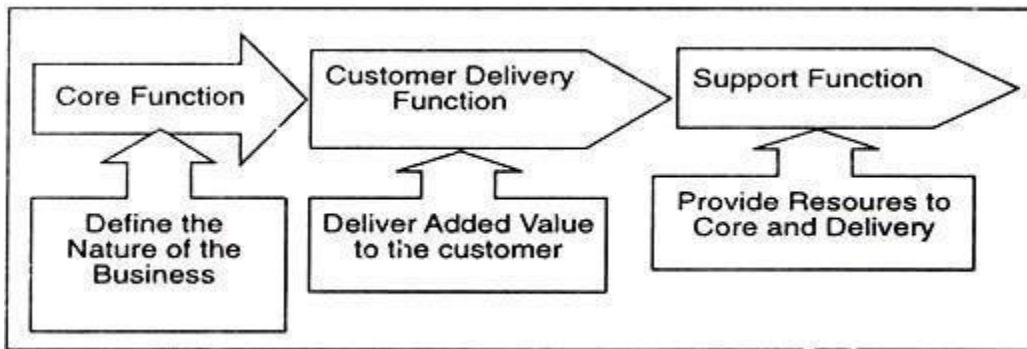 Core Function
Customer Delivery
Function
Support Function
Define the
Nature of the
Business
Deliver Added Value
to the customer
Provide Resoures to
Core and Delivery